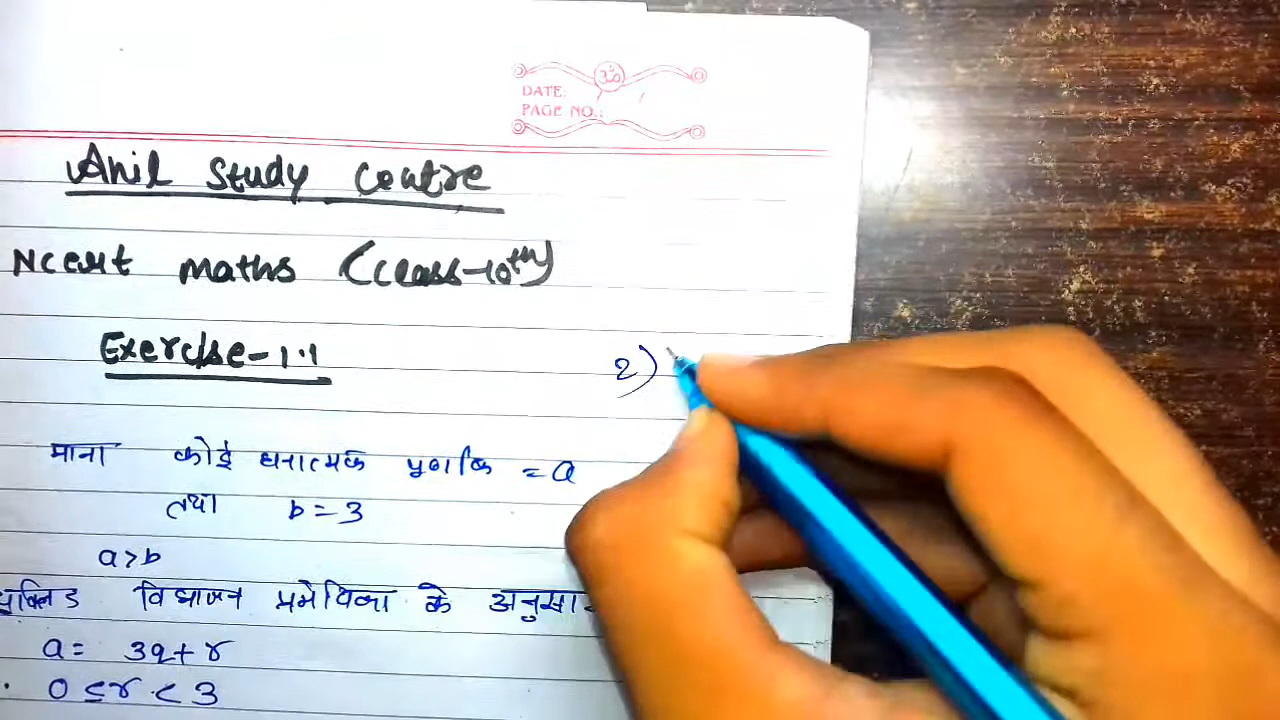 ॐ
DATE:
PAGE NO.:
Anil Study Centre
Ncert maths (Class-10th)
Exercise-1.1
2)
माना कोई धनात्मक पूर्णांक = a
तथा b = 3
a > b
युक्लिड विभाजन प्रमेयिका के अनुसार
a = 3q + r
0 ≤ r < 3